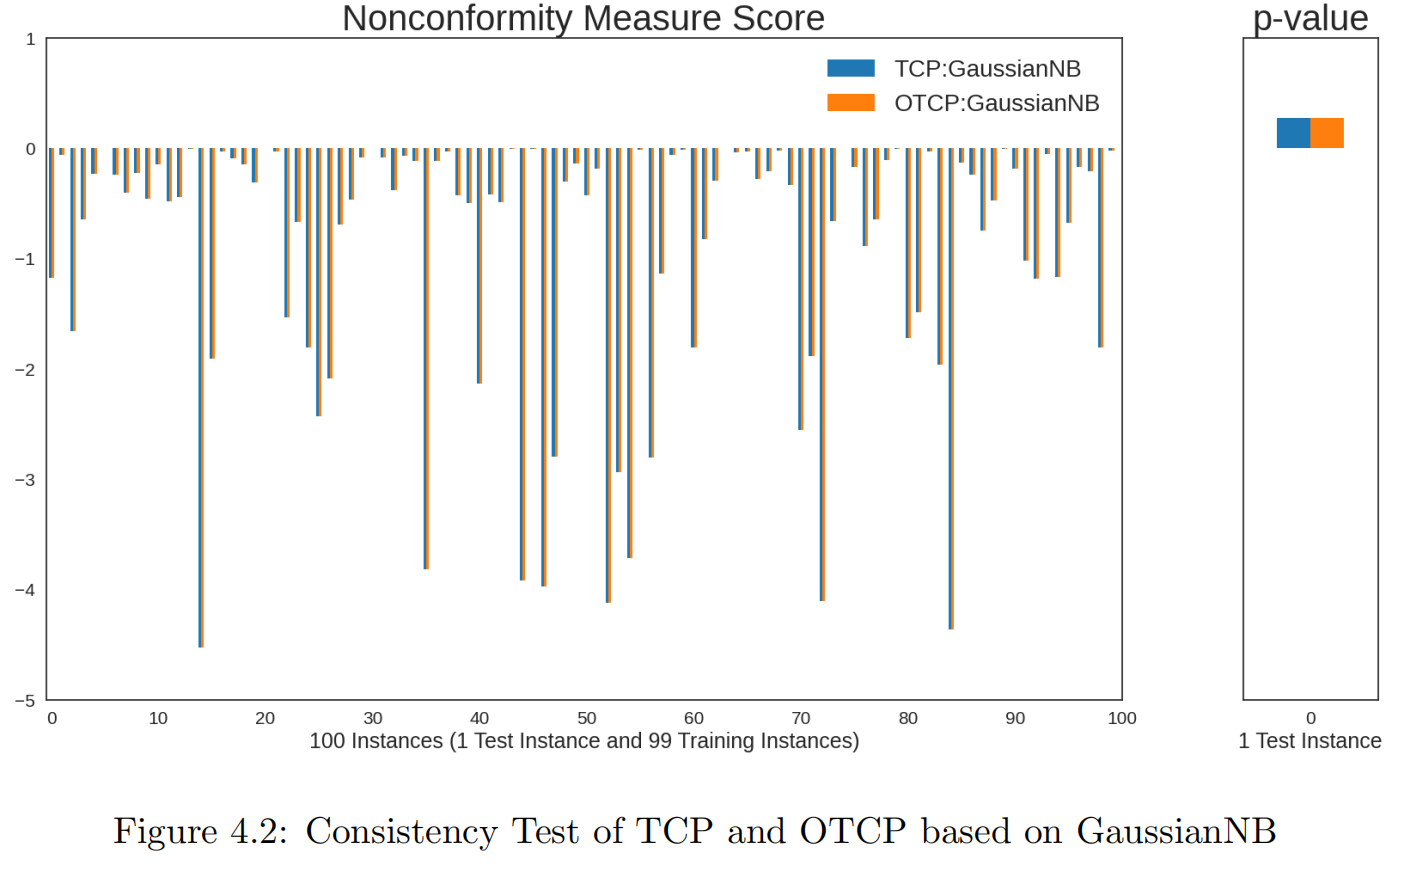 Nonconformity Measure Score
p-value
1
TCP:GaussianNB
OTCP:GaussianNB
0
−1
−2
−3
−4
−5
0 10 20 30 40 50 60 70 80 90 100
0
100 Instances (1 Test Instance and 99 Training Instances)
1 Test Instance
Figure 4.2: Consistency Test of TCP and OTCP based on GaussianNB